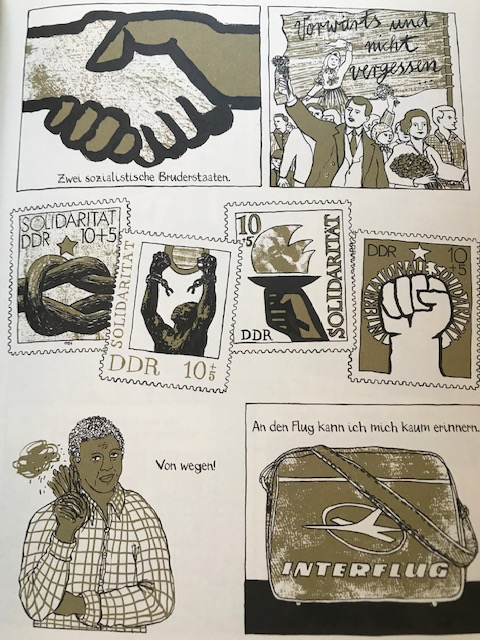 Zwei sozialistische Bruderstaaten.
Vorwärts und
nicht
vergessen
SOLIDARITÄT
DDR 10+5
SOLIDARITÄT
DDR 10+5
10
+5
SOLIDARITÄT
DDR
DDR 10
+5
INTERNATIONALE SOLIDARITÄT
Von wegen!
An den Flug kann ich mich kaum erinnern.
INTERFLUG